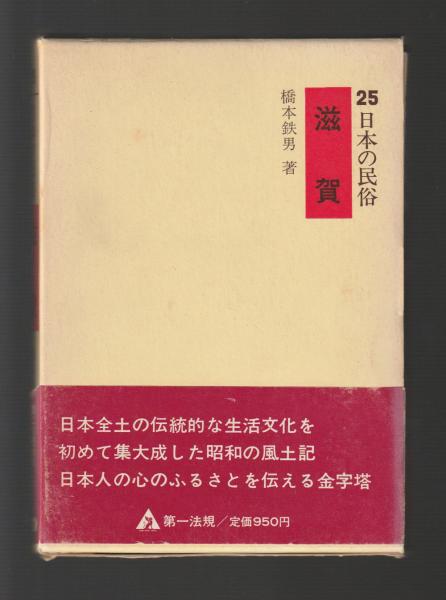 25 日本の民俗
滋賀
橋本鉄男 著
日本全土の伝統的な生活文化を
初めて集大成した昭和の風土記
日本人の心のふるさとを伝える金字塔
第一法規／定価950円